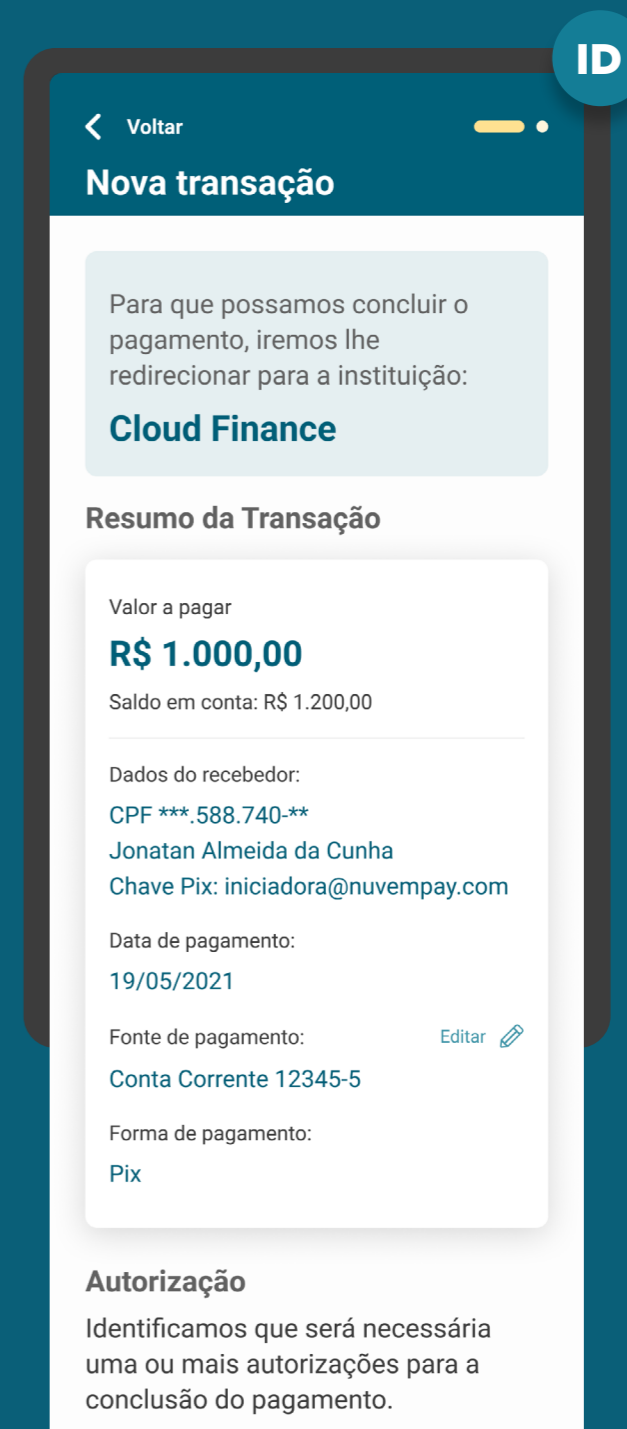 ID
Voltar
Nova transação
Para que possamos concluir o
pagamento, iremos lhe
redirecionar para a instituição:
Cloud Finance
Resumo da Transação
Valor a pagar
R$ 1.000,00
Saldo em conta: R$ 1.200,00
Dados do recebedor:
CPF ***.588.740-**
Jonatan Almeida da Cunha
Chave Pix: iniciadora@nuvempay.com
Data de pagamento:
19/05/2021
Fonte de pagamento:
Editar
Conta Corrente 12345-5
Forma de pagamento:
Pix
Autorização
Identificamos que será necessária
uma ou mais autorizações para a
conclusão do pagamento.